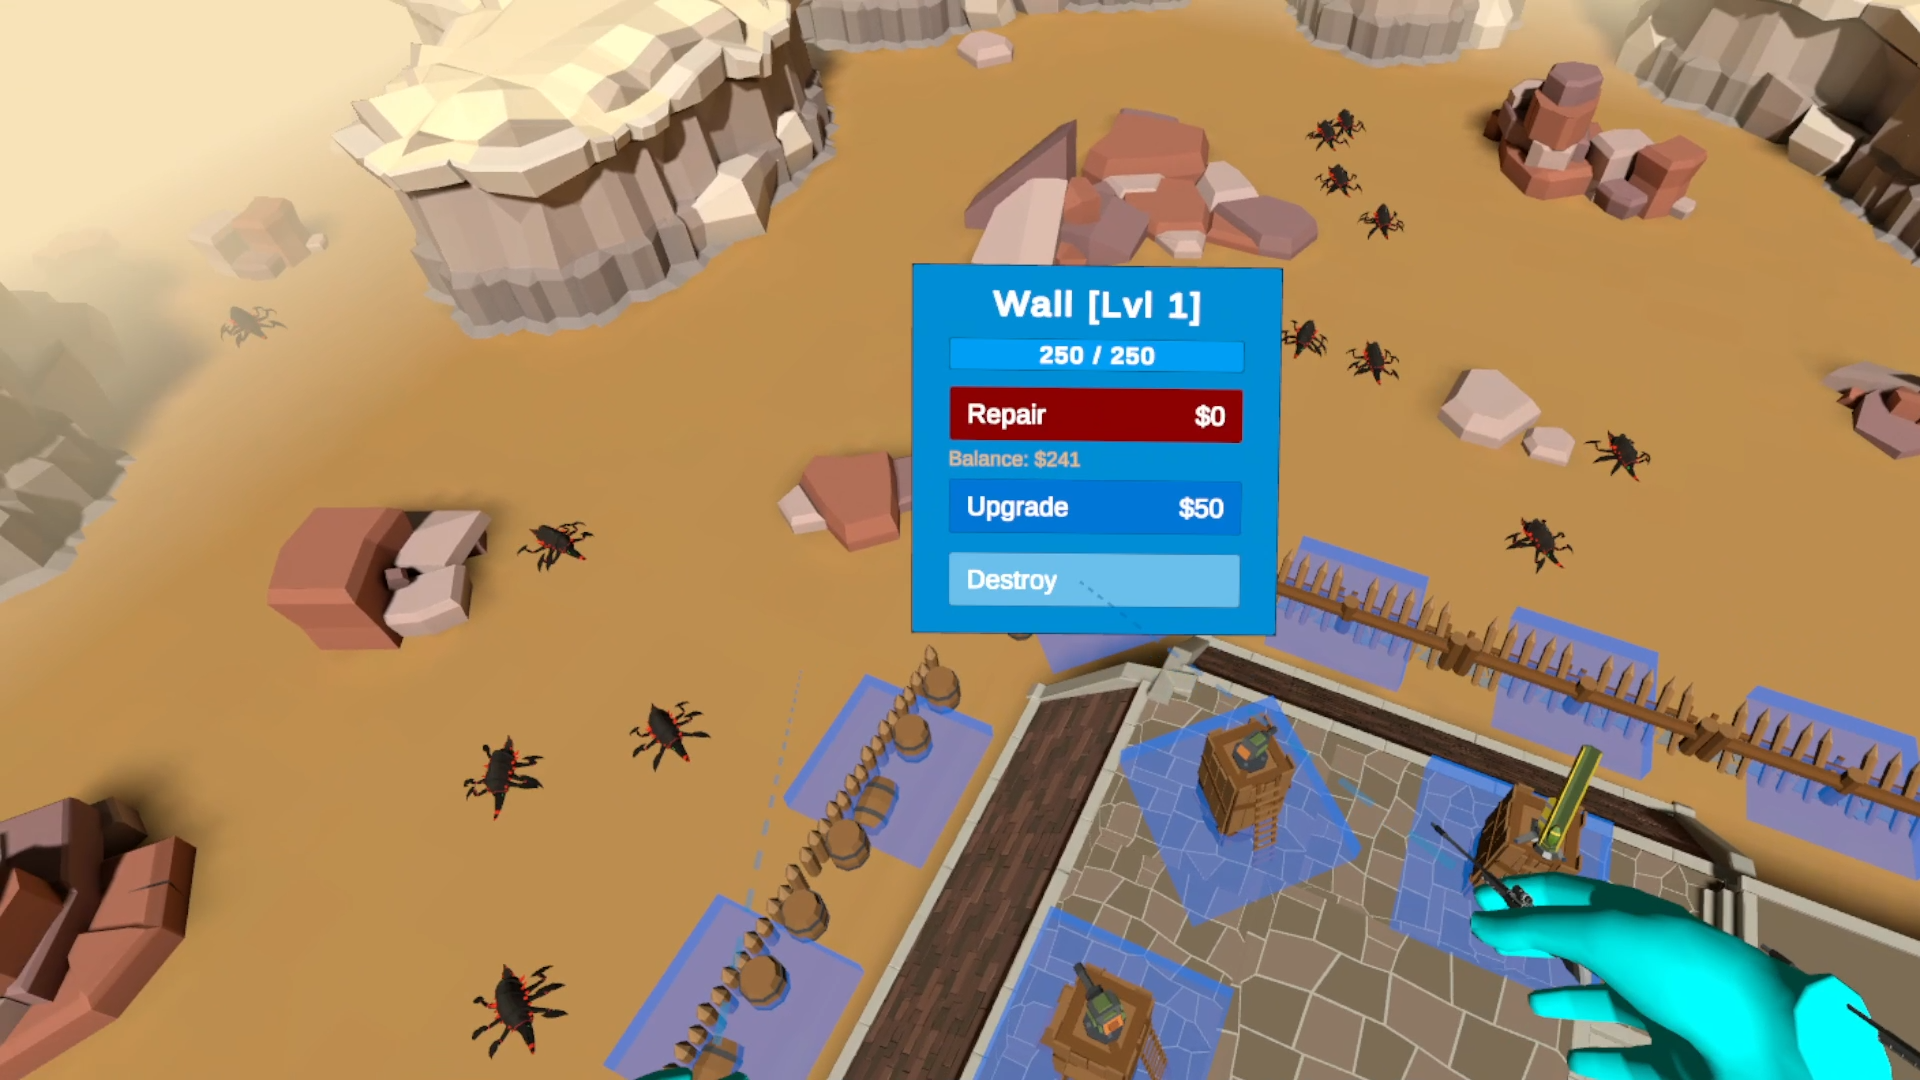 Wall [Lvl 1]
250 / 250
Repair $0
Balance: $241
Upgrade $50
Destroy